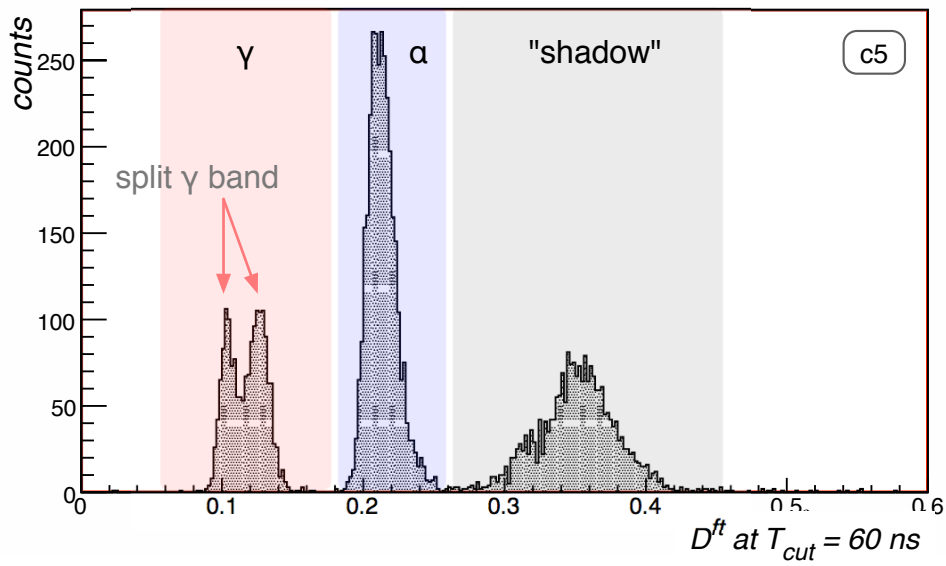 counts
250
200
150
100
50
0
γ
α
"shadow"
c5
split γ band
0 0.1 0.2 0.3 0.4 0.5 0.6
D^ft at T_cut = 60 ns